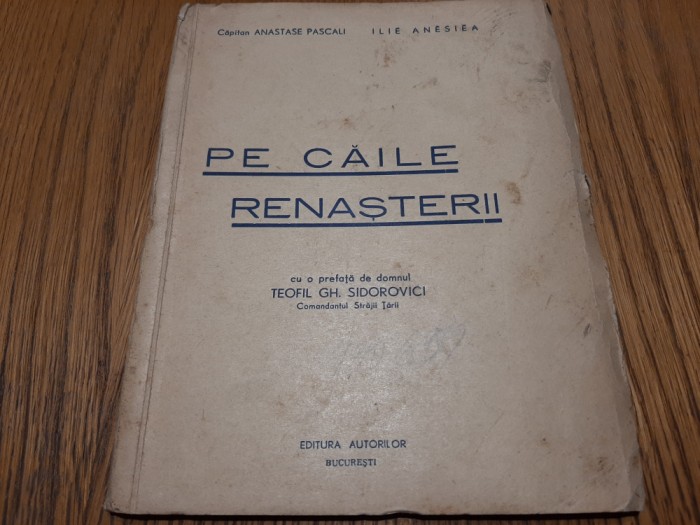 Căpitan ANASTASE PASCALI ILIE ANESIEA
PE CĂILE
RENAȘTERII
cu o prefață de domnul
TEOFIL GH. SIDOROVICI
Comandantul Străjii Țării
EDITURA AUTORILOR
BUCUREȘTI